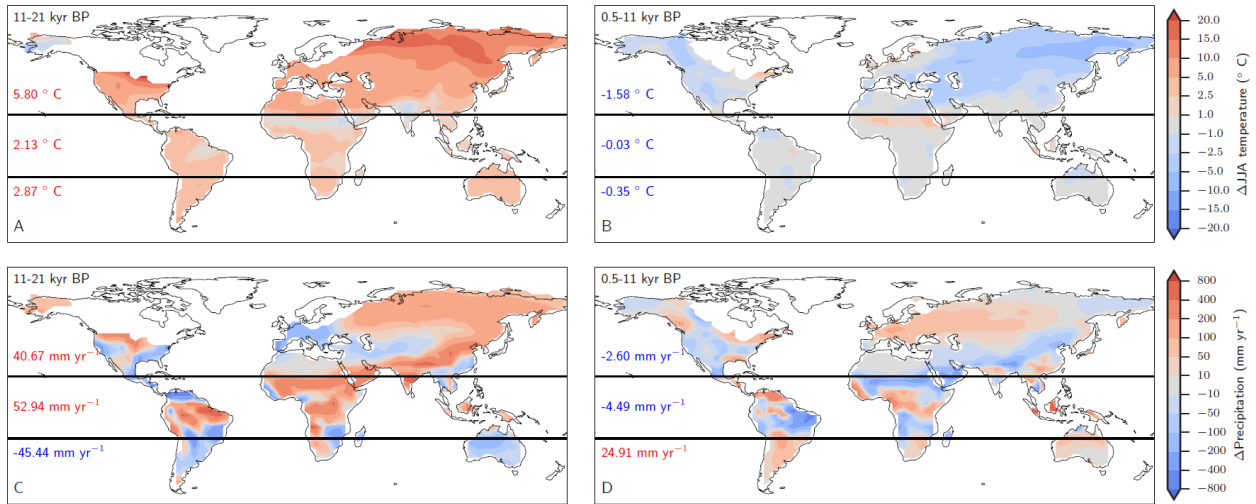 11-21 kyr BP
5.80 ° C
2.13 ° C
2.87 ° C
A
0.5-11 kyr BP
-1.58 ° C
-0.03 ° C
-0.35 ° C
B
20.0
15.0
10.0
5.0
2.5
1.0
−1.0
−2.5
−5.0
−10.0
−15.0
−20.0
ΔJJA temperature (° C)
11-21 kyr BP
40.67 mm yr⁻¹
52.94 mm yr⁻¹
-45.44 mm yr⁻¹
C
0.5-11 kyr BP
-2.60 mm yr⁻¹
-4.49 mm yr⁻¹
24.91 mm yr⁻¹
D
800
400
200
100
50
10
−10
−50
−100
−200
−400
−800
ΔPrecipitation (mm yr⁻¹)